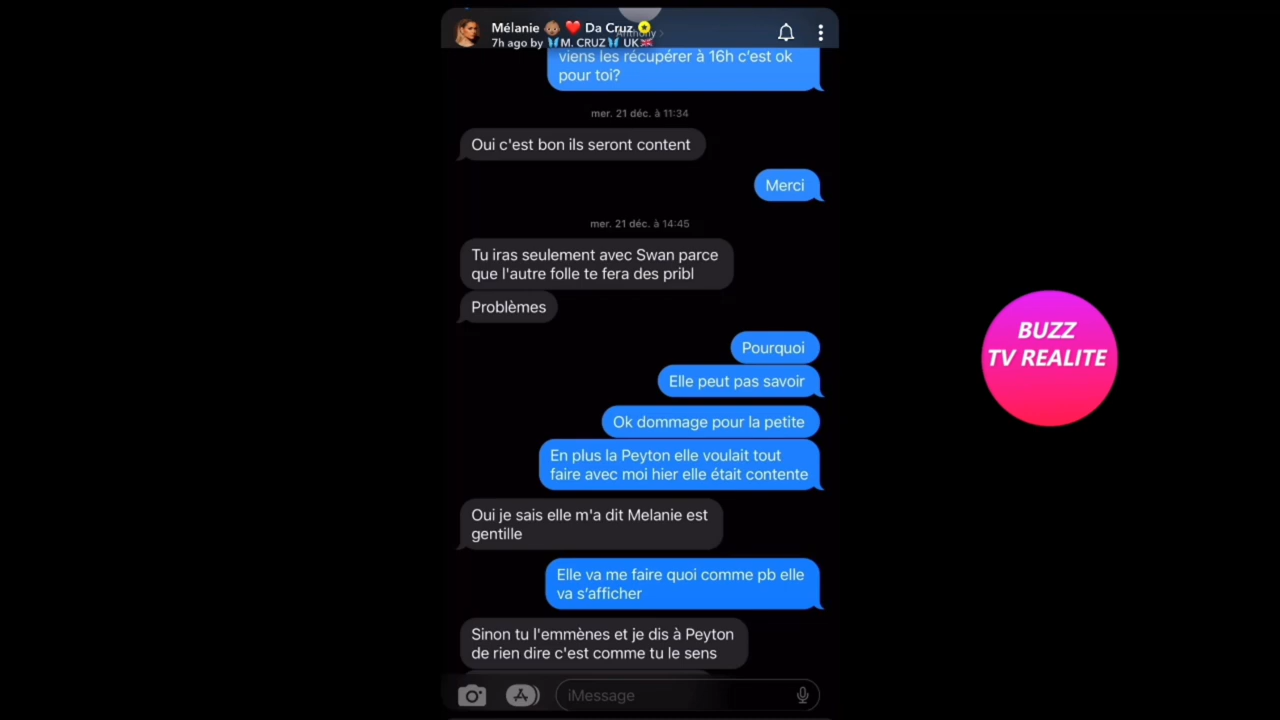 Mélanie 👶🏽 ❤️ Da Cruz ⭐
Anthony >
7h ago by 🦋M. CRUZ🦋 UK🇬🇧
viens les récupérer à 16h c'est ok
pour toi?
mer. 21 déc. à 11:34
Oui c'est bon ils seront content
Merci
mer. 21 déc. à 14:45
Tu iras seulement avec Swan parce
que l'autre folle te fera des pribl
Problèmes
Pourquoi
Elle peut pas savoir
Ok dommage pour la petite
En plus la Peyton elle voulait tout
faire avec moi hier elle était contente
Oui je sais elle m'a dit Melanie est
gentille
Elle va me faire quoi comme pb elle
va s'afficher
Sinon tu l'emmènes et je dis à Peyton
de rien dire c'est comme tu le sens
iMessage
BUZZ
TV REALITE